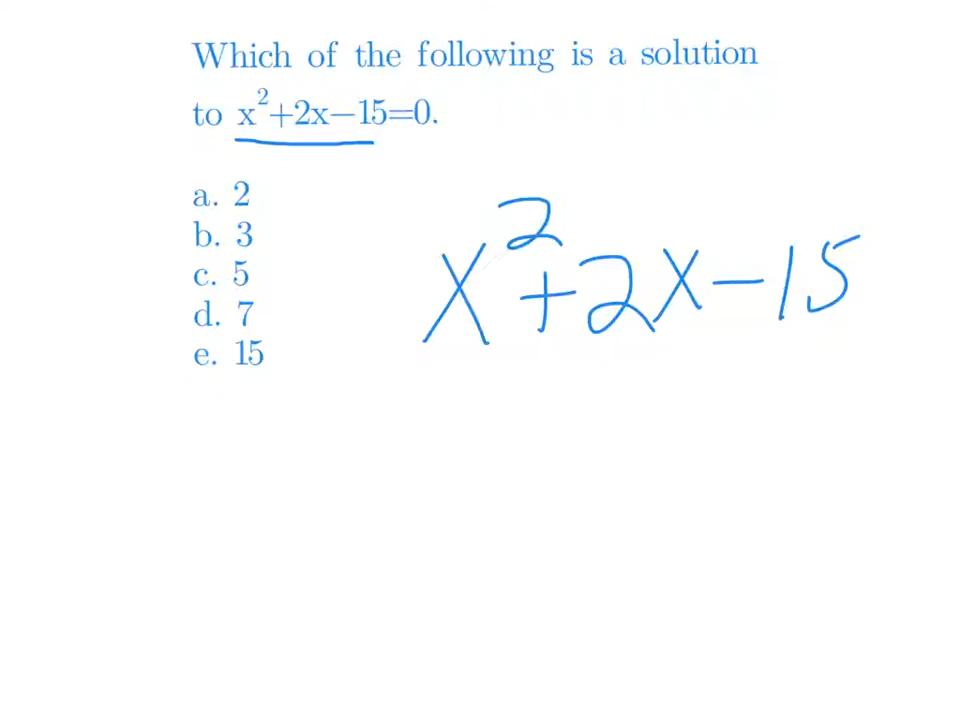 Which of the following is a solution
to x²+2x−15=0.
a. 2
b. 3
c. 5
d. 7
e. 15
x²+2x−15